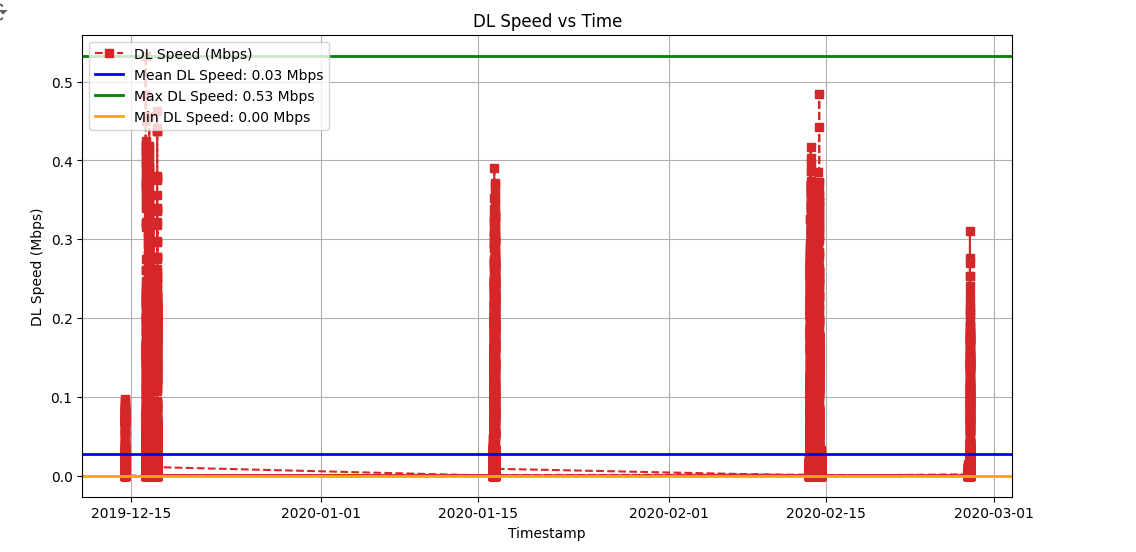 DL Speed vs Time
DL Speed (Mbps)
Mean DL Speed: 0.03 Mbps
Max DL Speed: 0.53 Mbps
Min DL Speed: 0.00 Mbps
DL Speed (Mbps)
0.5
0.4
0.3
0.2
0.1
0.0
2019-12-15 2020-01-01 2020-01-15 2020-02-01 2020-02-15 2020-03-01
Timestamp